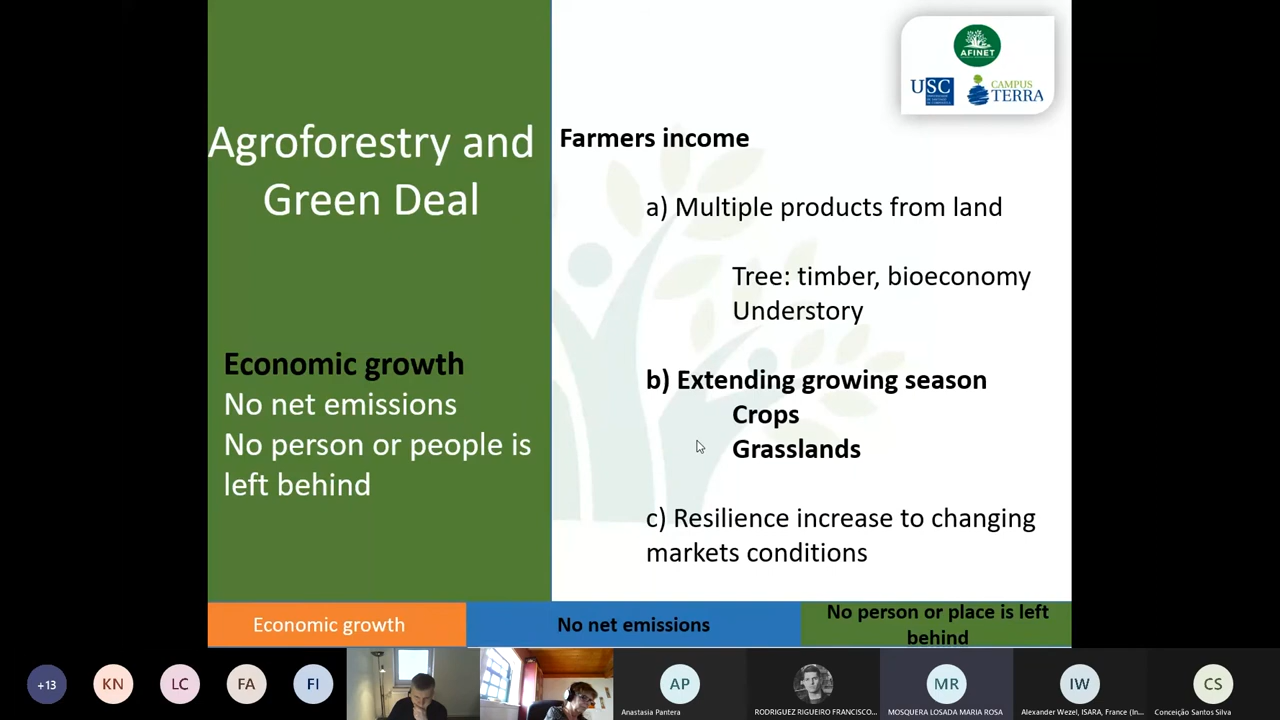 AFINET
USC
CAMPUS
TERRA
Agroforestry and
Green Deal
Economic growth
No net emissions
No person or people is
left behind
Farmers income
a) Multiple products from land
Tree: timber, bioeconomy
Understory
b) Extending growing season
Crops
Grasslands
c) Resilience increase to changing
markets conditions
Economic growth
No net emissions
No person or place is left
behind
+13
KN
LC
FA
FI
AP
Anastasia Pantera
RODRIGUEZ RIGUEIRO FRANCISCO...
MR
MOSQUERA LOSADA MARIA ROSA
IW
Alexander Wezel, ISARA, France (In...
CS
Conceição Santos Silva